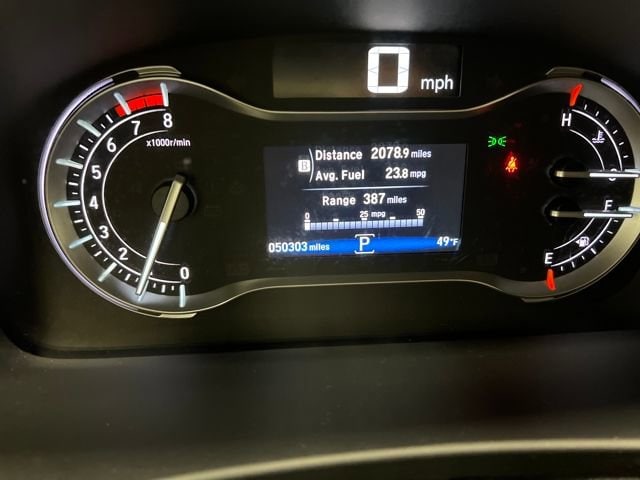 0 mph
8
7
6
5
4
3
2
1
0
x1000r/min
B
Distance 2078.9 miles
Avg. Fuel 23.8 mpg
Range 387 miles
0 25 mpg 50
050303 miles P 49°F
H
C
F
E